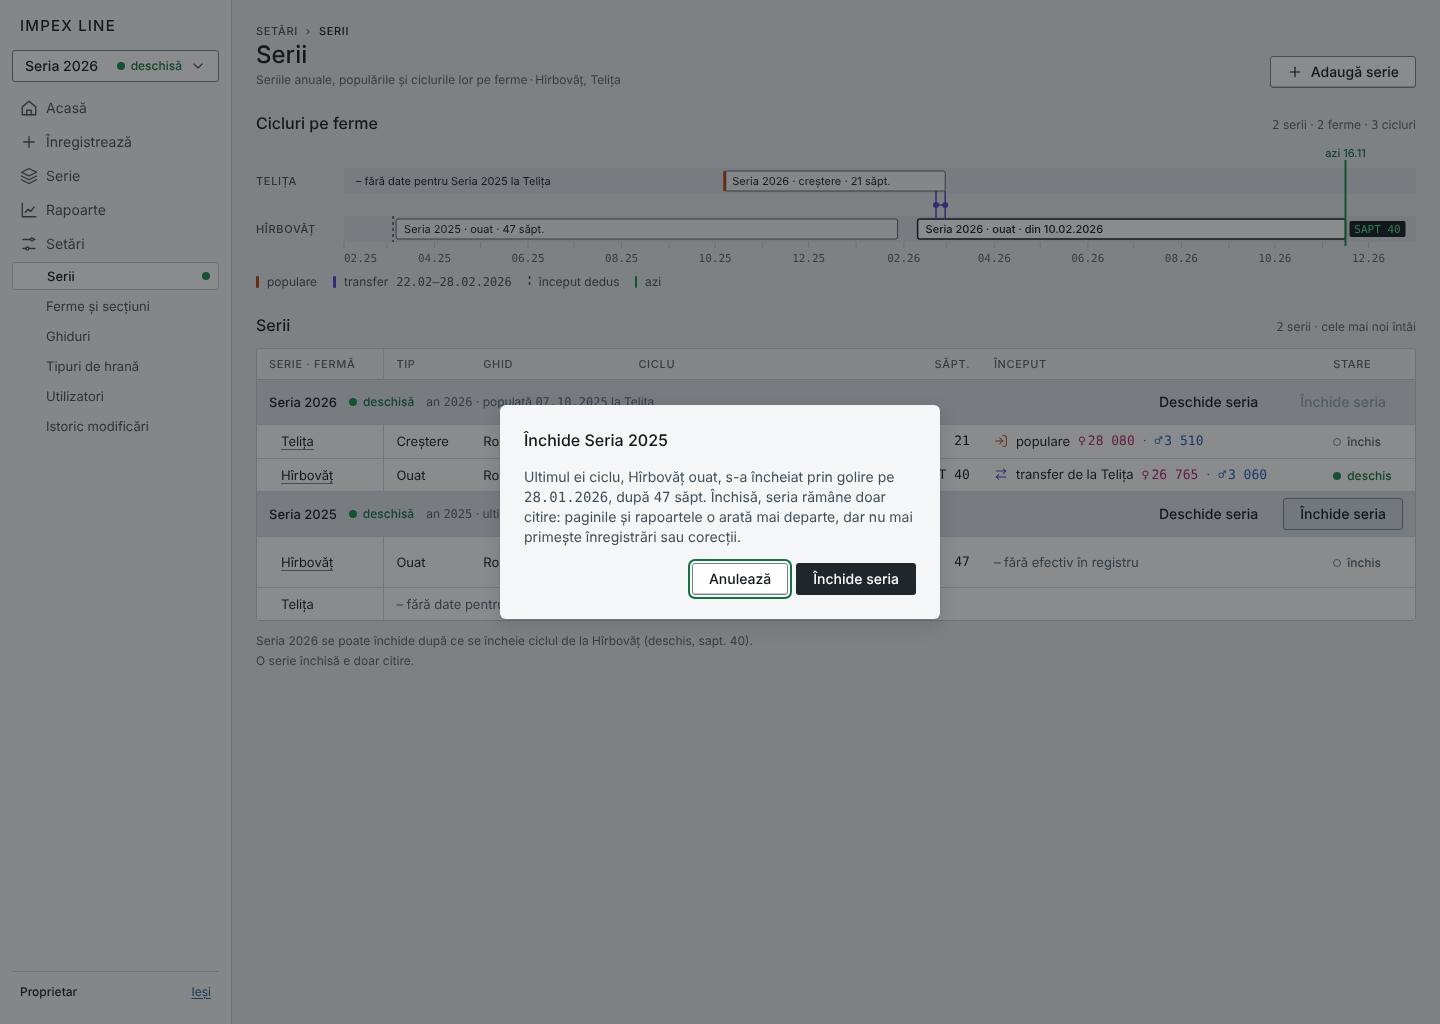 IMPEX LINE
Seria 2026 deschisă
Acasă
Înregistrează
Serie
Rapoarte
Setări
Serii
Ferme și secțiuni
Ghiduri
Tipuri de hrană
Utilizatori
Istoric modificări
Proprietar Ieși
SETĂRI › SERII
Serii
Seriile anuale, populările și ciclurile lor pe ferme · Hîrbovăț, Telița
+ Adaugă serie
Cicluri pe ferme
2 serii · 2 ferme · 3 cicluri
azi 16.11
TELIȚA – fără date pentru Seria 2025 la Telița Seria 2026 · creștere · 21 săpt.
HÎRBOVĂȚ Seria 2025 · ouat · 47 săpt. Seria 2026 · ouat · din 10.02.2026 SAPT 40
02.25 04.25 06.25 08.25 10.25 12.25 02.26 04.26 06.26 08.26 10.26 12.26
populare transfer 22.02–28.02.2026 început dedus azi
Serii
2 serii · cele mai noi întâi
SERIE · FERMĂ TIP GHID CICLU SĂPT. ÎNCEPUT STARE
Seria 2026 deschisă an 2026 · populată 07.10.2025 la Telița Deschide seria Închide seria
Telița Creștere Ro 21 populare ♀28 080 · ♂3 510 închis
Hîrbovăț Ouat Ro T 40 transfer de la Telița ♀26 765 · ♂3 060 deschis
Seria 2025 deschisă an 2025 · ulti Deschide seria Închide seria
Hîrbovăț Ouat Ro 47 – fără efectiv în registru închis
Telița – fără date pentru
Seria 2026 se poate închide după ce se încheie ciclul de la Hîrbovăț (deschis, sapt. 40).
O serie închisă e doar citire.
Închide Seria 2025
Ultimul ei ciclu, Hîrbovăț ouat, s-a încheiat prin golire pe
28.01.2026, după 47 săpt. Închisă, seria rămâne doar
citire: paginile și rapoartele o arată mai departe, dar nu mai
primește înregistrări sau corecții.
Anulează Închide seria